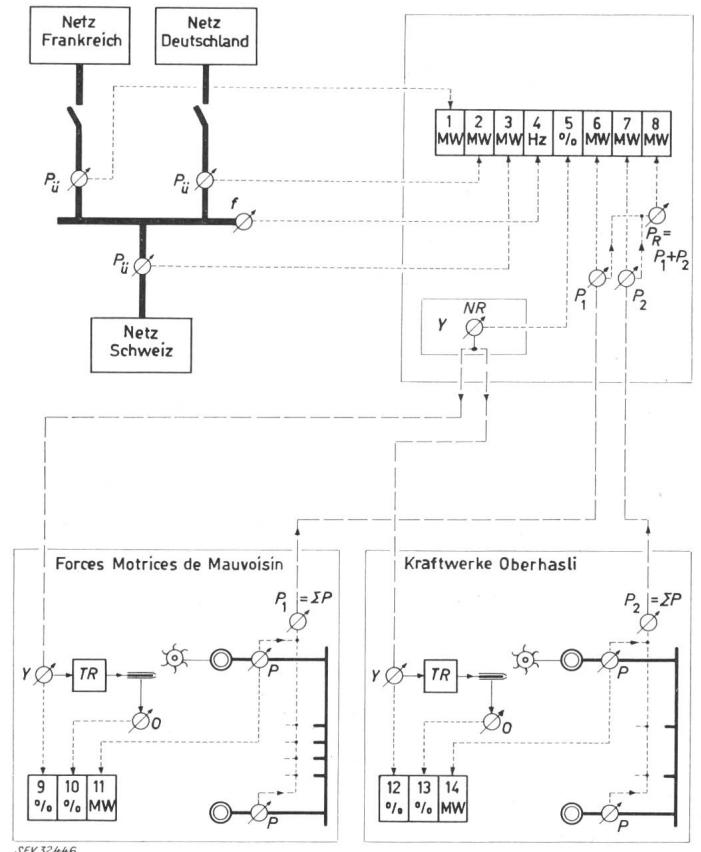 Netz
Frankreich
Netz
Deutschland
1
MW
2
MW
3
MW
4
Hz
5
%
6
MW
7
MW
8
MW
Pü
Pü
f
Pü
PR =
P1+P2
P1
P2
Netz
Schweiz
Y
NR
Forces Motrices de Mauvoisin
P1 = ΣP
Y
TR
O
P
9
%
10
%
11
MW
P
Kraftwerke Oberhasli
P2 = ΣP
Y
TR
O
P
12
%
13
%
14
MW
P
SEV 32446